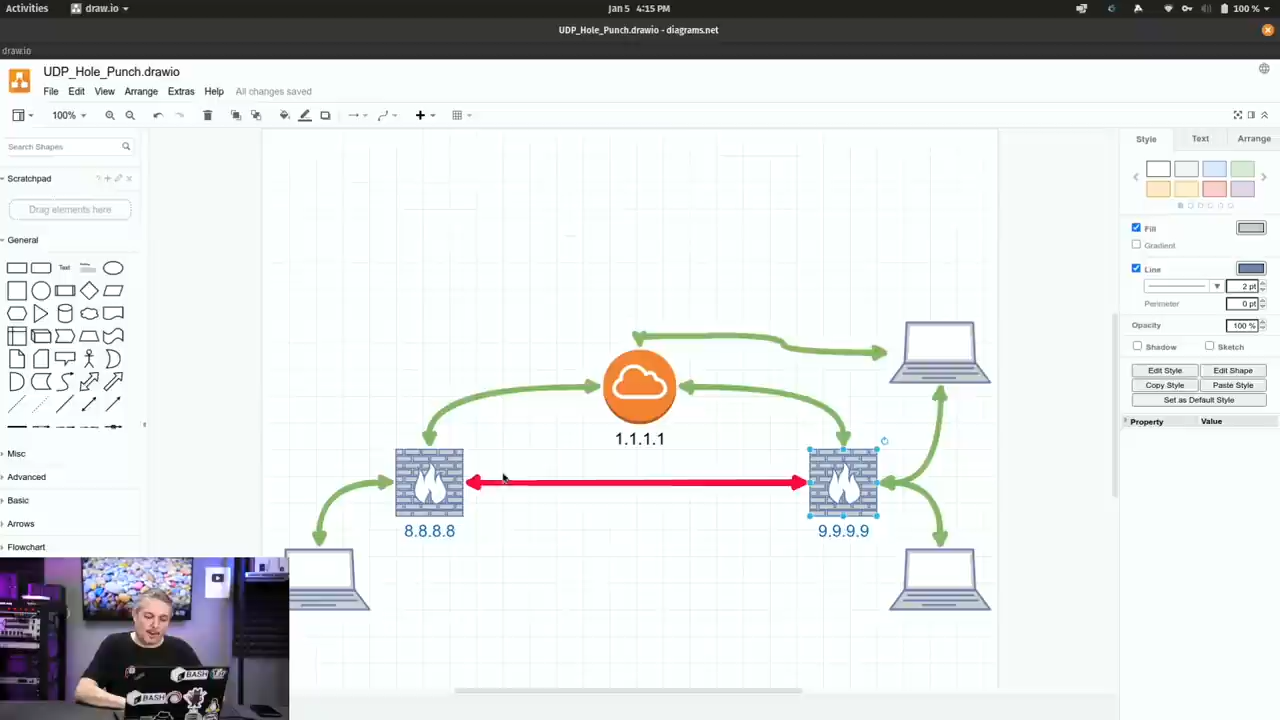 Activities
draw.io
Jan 5 4:15 PM
100 %
UDP_Hole_Punch.drawio - diagrams.net
draw.io
UDP_Hole_Punch.drawio
File Edit View Arrange Extras Help All changes saved
100%
Search Shapes
Scratchpad
Drag elements here
General
Text
Misc
Advanced
Basic
Arrows
Flowchart
1.1.1.1
8.8.8.8
9.9.9.9
BASH
BASH
Style Text Arrange
Fill
Gradient
Line
2 pt
Perimeter 0 pt
Opacity 100 %
Shadow Sketch
Edit Style Edit Shape
Copy Style Paste Style
Set as Default Style
Property Value